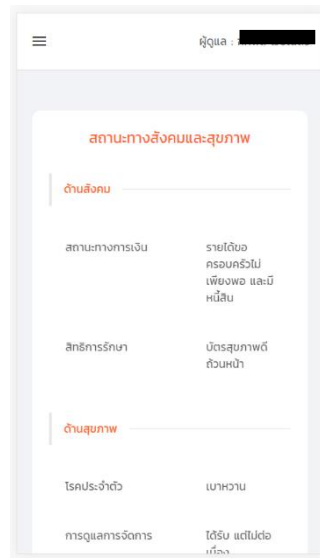 ผู้ดูแล :
สถานะทางสังคมและสุขภาพ
ด้านสังคม
สถานะทางการเงิน
รายได้ขอ
ครอบครัวไม่
เพียงพอ และมี
หนี้สิน
สิทธิการรักษา
บัตรสุขภาพดี
ถ้วนหน้า
ด้านสุขภาพ
โรคประจำตัว
เบาหวาน
การดูแลการจัดการ
ได้รับ แต่ไม่ต่อ
เนื่อง